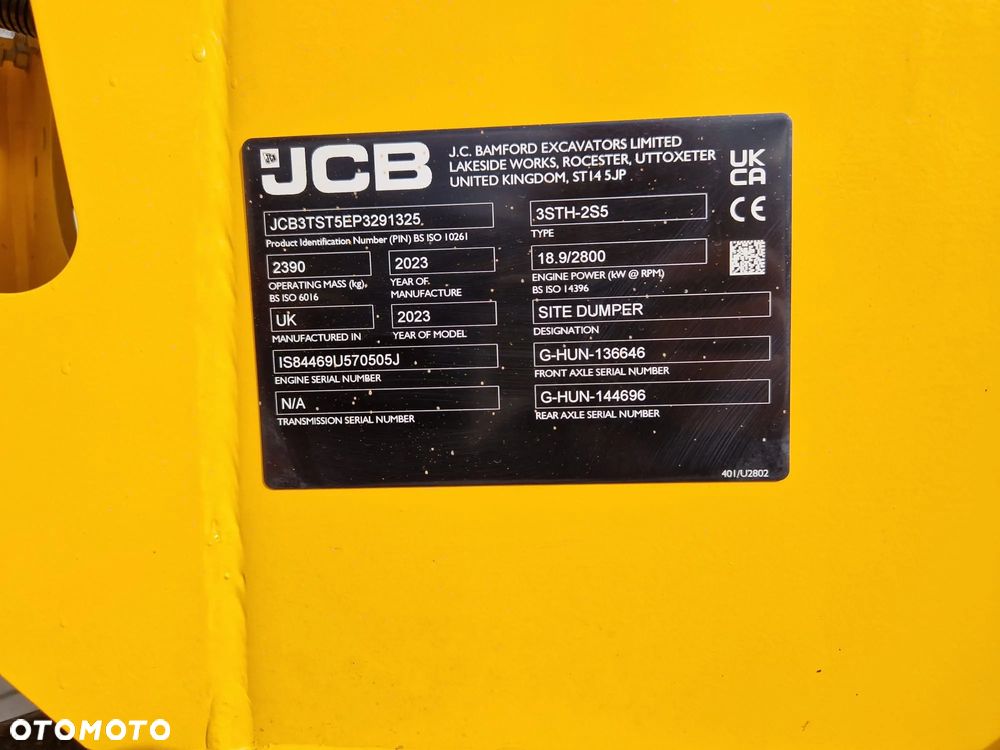 JCB
J.C. BAMFORD EXCAVATORS LIMITED
LAKESIDE WORKS, ROCESTER, UTTOXETER
UNITED KINGDOM, ST14 5JP
UK
CA
CE
JCB3TST5EP3291325
Product Identification Number (PIN) BS ISO 10261
3STH-2S5
TYPE
2390
OPERATING MASS (kg)
BS ISO 6016
2023
YEAR OF
MANUFACTURE
18.9/2800
ENGINE POWER (kW @ RPM)
BS ISO 14396
UK
MANUFACTURED IN
2023
YEAR OF MODEL
SITE DUMPER
DESIGNATION
IS84469U570505J
ENGINE SERIAL NUMBER
G-HUN-136646
FRONT AXLE SERIAL NUMBER
N/A
TRANSMISSION SERIAL NUMBER
G-HUN-144696
REAR AXLE SERIAL NUMBER
401/U2802
OTOMOTO